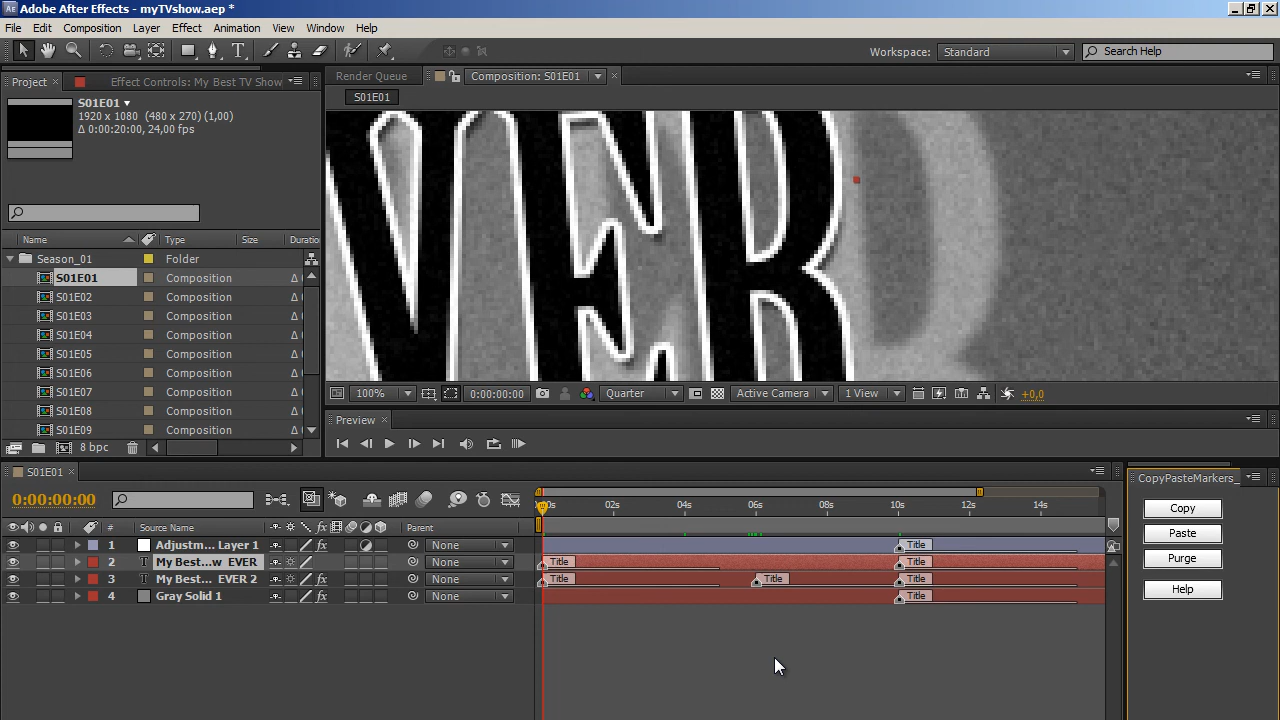 Adobe After Effects - myTVshow.aep *
File Edit Composition Layer Effect Animation View Window Help
Workspace: Standard Search Help
Project Effect Controls: My Best TV Show
Render Queue Composition: S01E01
S01E01
1920 x 1080 (480 x 270) (1,00)
Δ 0:00:20:00, 24,00 fps
S01E01
VER
Name Type Size Duratio
Season_01 Folder
S01E01 Composition Δ
S01E02 Composition Δ
S01E03 Composition Δ
S01E04 Composition Δ
S01E05 Composition Δ
S01E06 Composition Δ
S01E07 Composition Δ
S01E08 Composition Δ
S01E09 Composition Δ
8 bpc
100% 0:00:00:00 Quarter Active Camera 1 View +0,0
Preview
S01E01
0:00:00:00
02s 04s 06s 08s 10s 12s 14s
# Source Name Parent
1 Adjustm... Layer 1 None Title
2 My Best...w EVER None Title Title
3 My Best... EVER 2 None Title Title Title
4 Gray Solid 1 None Title
CopyPasteMarkers_
Copy
Paste
Purge
Help